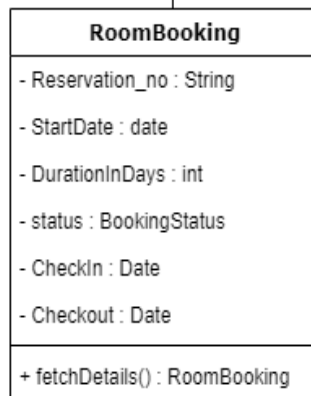 RoomBooking
- Reservation_no : String
- StartDate : date
- DurationInDays : int
- status : BookingStatus
- CheckIn : Date
- Checkout : Date
+ fetchDetails() : RoomBooking